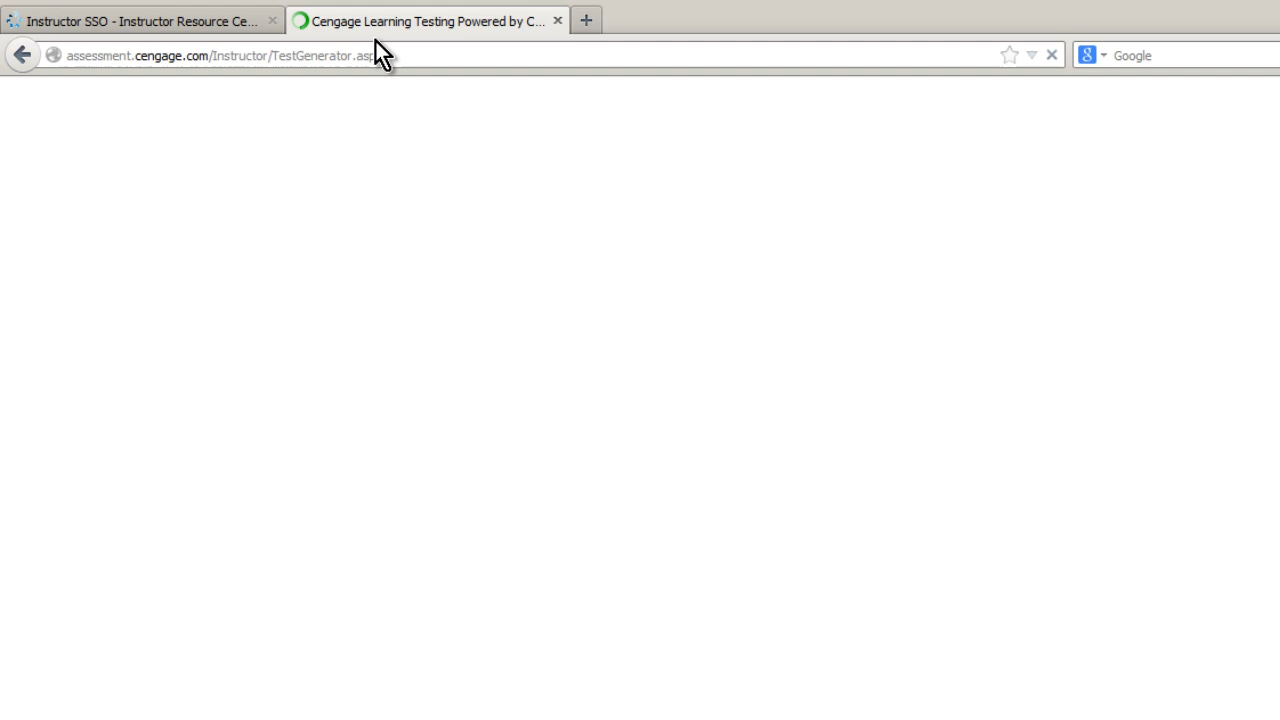 Instructor SSO - Instructor Resource Ce...
Cengage Learning Testing Powered by C...
assessment.cengage.com/Instructor/TestGenerator.asp
Google